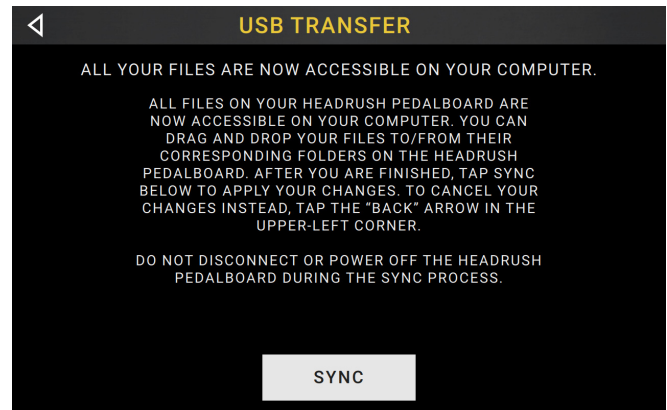 USB TRANSFER
ALL YOUR FILES ARE NOW ACCESSIBLE ON YOUR COMPUTER.
ALL FILES ON YOUR HEADRUSH PEDALBOARD ARE
NOW ACCESSIBLE ON YOUR COMPUTER. YOU CAN
DRAG AND DROP YOUR FILES TO/FROM THEIR
CORRESPONDING FOLDERS ON THE HEADRUSH
PEDALBOARD. AFTER YOU ARE FINISHED, TAP SYNC
BELOW TO APPLY YOUR CHANGES. TO CANCEL YOUR
CHANGES INSTEAD, TAP THE “BACK” ARROW IN THE
UPPER-LEFT CORNER.
DO NOT DISCONNECT OR POWER OFF THE HEADRUSH
PEDALBOARD DURING THE SYNC PROCESS.
SYNC